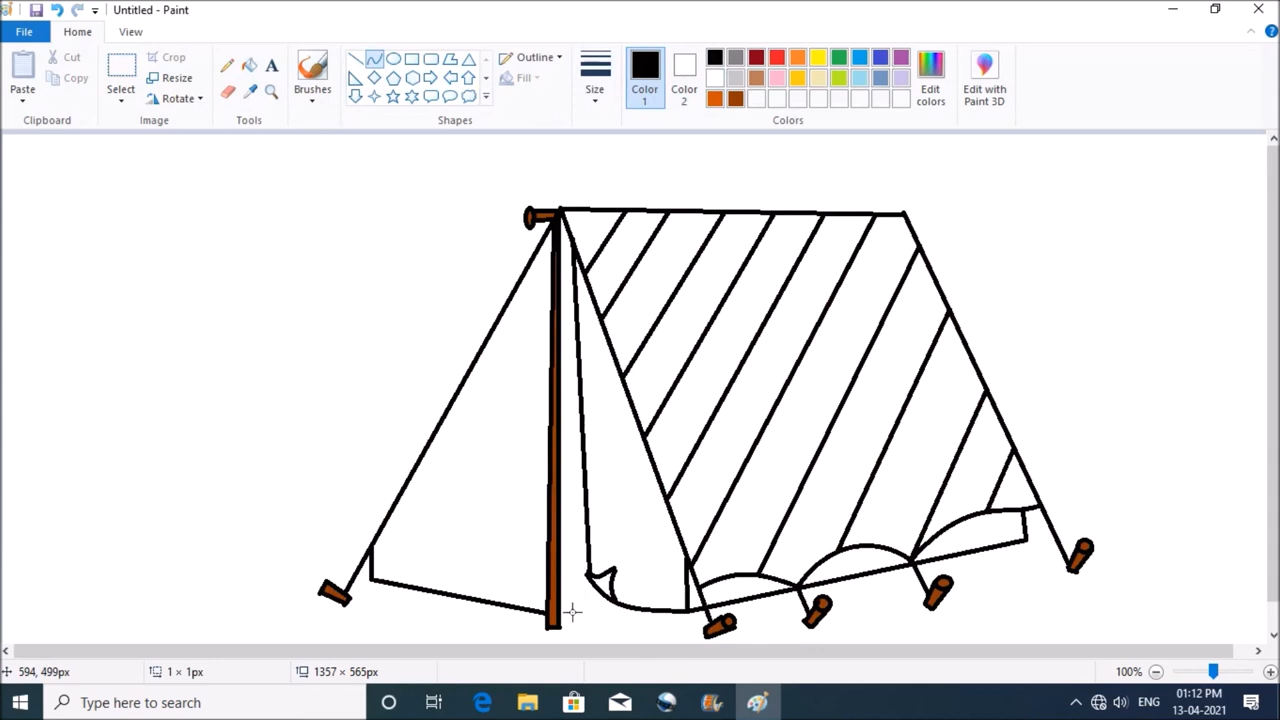 Untitled - Paint
File Home View
Paste
Cut
Copy
Clipboard
Select
Crop
Resize
Rotate
Image
A
Tools
Brushes
Shapes
Outline
Fill
Size
Color 1
Color 2
Colors
Edit colors
Edit with Paint 3D
594, 499px
1 × 1px
1357 × 565px
100%
Type here to search
ENG
01:12 PM
13-04-2021